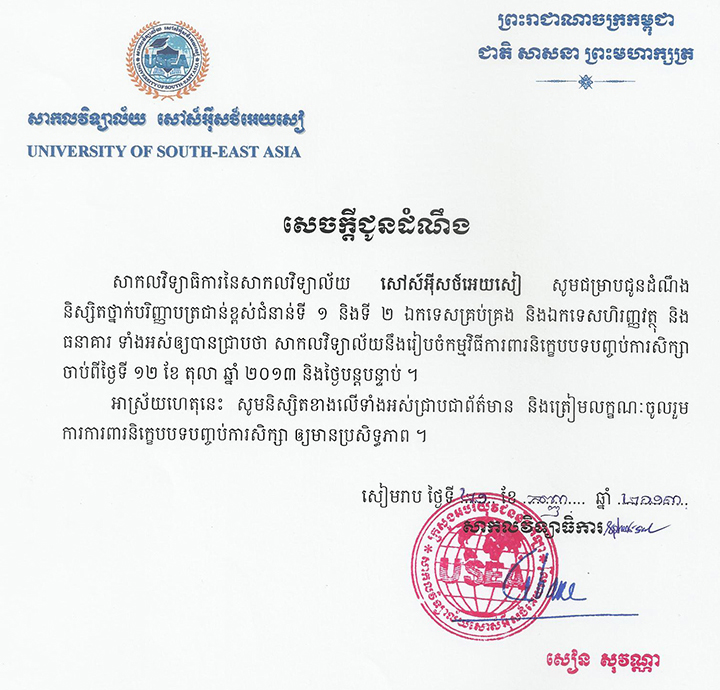 ព្រះរាជាណាចក្រកម្ពុជា
ជាតិ សាសនា ព្រះមហាក្សត្រ
សាកលវិទ្យាល័យ សៅស៍អ៊ីសថ៍អេយសៀ
UNIVERSITY OF SOUTH-EAST ASIA
សេចក្តីជូនដំណឹង
សាកលវិទ្យាធិការនៃសាកលវិទ្យាល័យ សៅស៍អ៊ីសថ៍អេយសៀ សូមជម្រាបជូនដំណឹង
និស្សិតថ្នាក់បរិញ្ញាបត្រជាន់ខ្ពស់ជំនាន់ទី ១ និងទី ២ ឯកទេសគ្រប់គ្រង និងឯកទេសហិរញ្ញវត្ថុ និង
ធនាគារ ទាំងអស់ឲ្យបានជ្រាបថា សាកលវិទ្យាល័យនឹងរៀបចំកម្មវិធីការពារនិក្ខេបបទបញ្ចប់ការសិក្សា
ចាប់ពីថ្ងៃទី ១២ ខែ តុលា ឆ្នាំ ២០១៣ និងថ្ងៃបន្តបន្ទាប់ ។
អាស្រ័យហេតុនេះ សូមនិស្សិតខាងលើទាំងអស់ជ្រាបជាព័ត៌មាន និងត្រៀមលក្ខណៈចូលរួម
ការការពារនិក្ខេបបទបញ្ចប់ការសិក្សា ឲ្យមានប្រសិទ្ធភាព ។
សៀមរាប ថ្ងៃទី ខែ កញ្ញា ឆ្នាំ ២០១៣
សាកលវិទ្យាធិការ
USEA
សៀន សុវណ្ណា